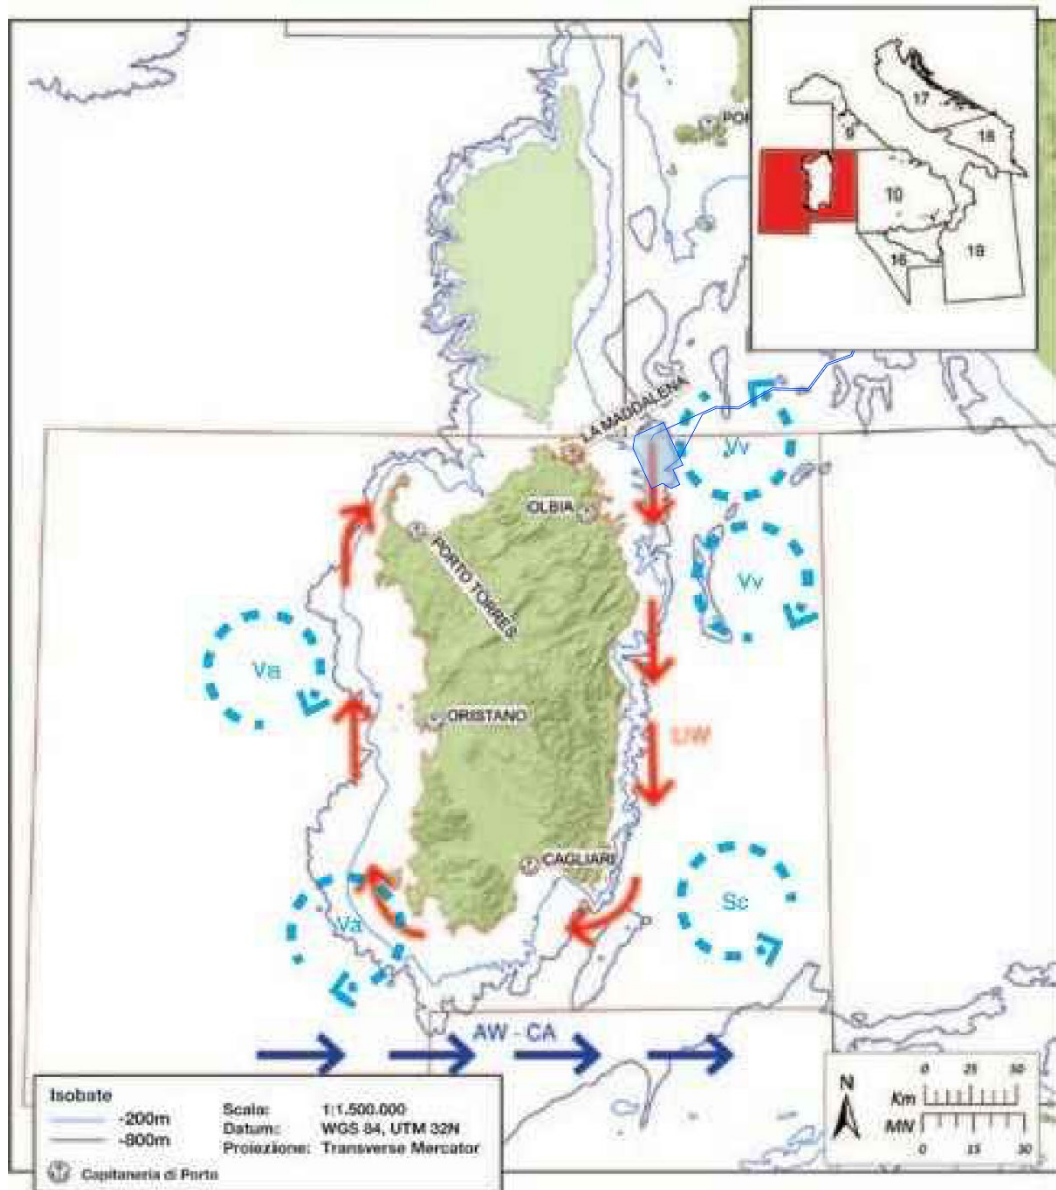 17
18
9
10
16
19
LA MADDALENA
Vv
OLBIA
PORTO TORRES
Vv
Va
ORISTANO
LIW
CAGLIARI
Sc
Va
AW - CA
Isobate
-200m
-800m
Scala: 1:1.500.000
Datum: WGS 84, UTM 32N
Proiezione: Transverse Mercator
Capitaneria di Porto
N
0 25 50
Km
MN
0 15 30